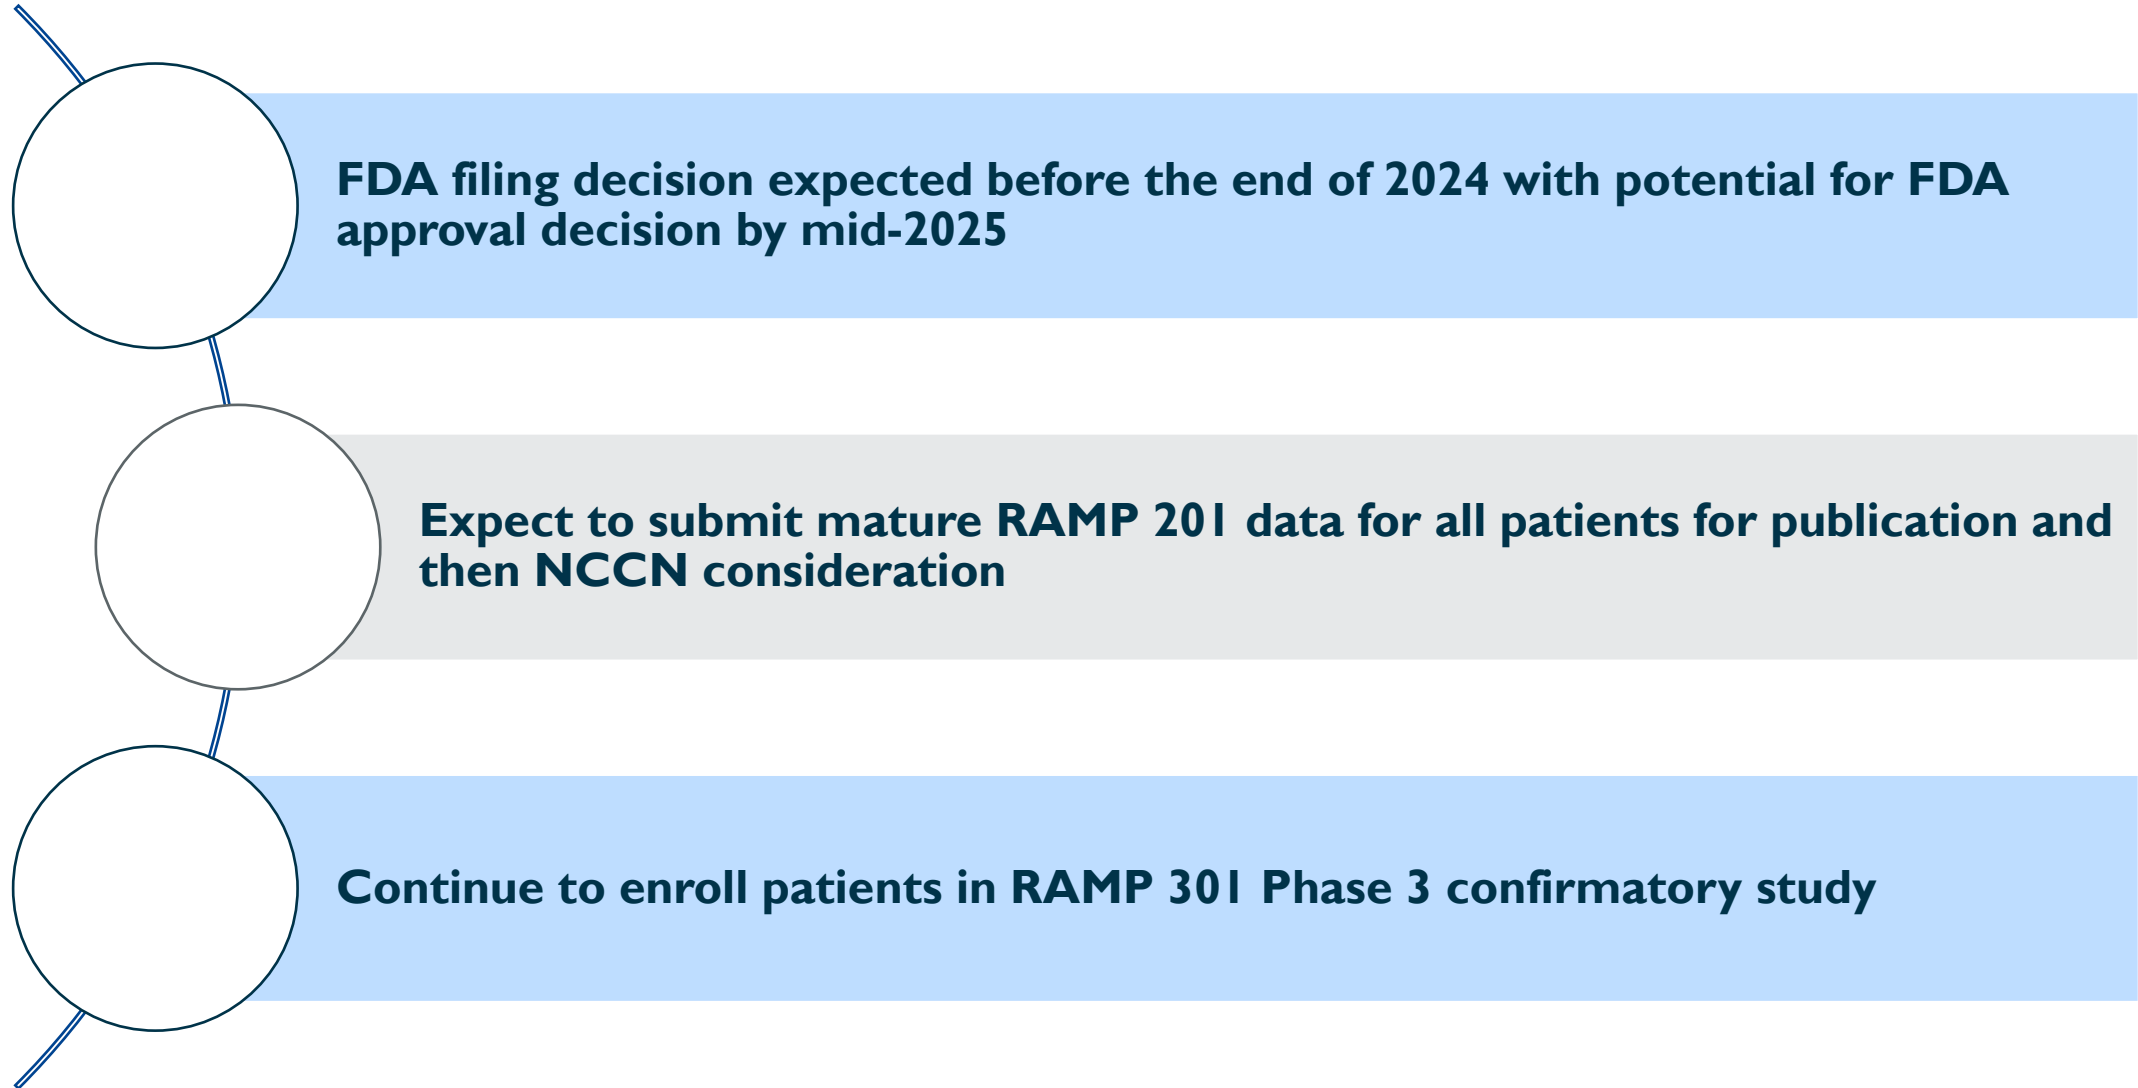 FDA filing decision expected before the end of 2024 with potential for FDA
approval decision by mid-2025
Expect to submit mature RAMP 201 data for all patients for publication and
then NCCN consideration
Continue to enroll patients in RAMP 301 Phase 3 confirmatory study